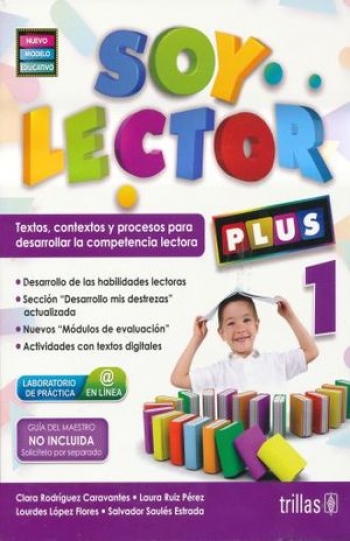 NUEVO
MODELO
EDUCATIVO
SOY
LECTOR
PLUS
1
Textos, contextos y procesos para
desarrollar la competencia lectora
• Desarrollo de las habilidades lectoras
• Sección "Desarrollo mis destrezas"
actualizada
• Nuevos "Módulos de evaluación"
• Actividades con textos digitales
LABORATORIO
DE PRÁCTICA
@
EN LÍNEA
GUÍA DEL MAESTRO
NO INCLUIDA
Solicítelo por separado
Clara Rodríguez Caravantes • Laura Ruíz Pérez
Lourdes López Flores • Salvador Saulés Estrada
trillas